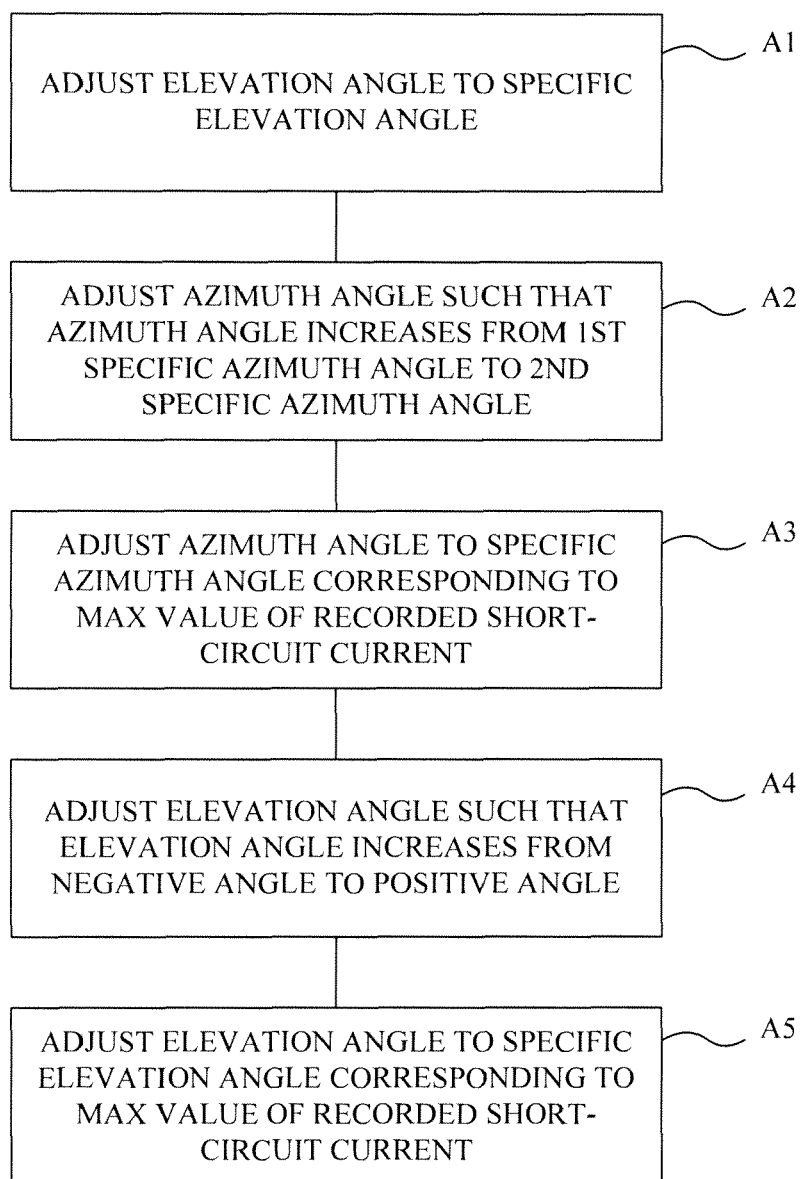 ADJUST ELEVATION ANGLE TO SPECIFIC
ELEVATION ANGLE
A1
ADJUST AZIMUTH ANGLE SUCH THAT
AZIMUTH ANGLE INCREASES FROM 1ST
SPECIFIC AZIMUTH ANGLE TO 2ND
SPECIFIC AZIMUTH ANGLE
A2
ADJUST AZIMUTH ANGLE TO SPECIFIC
AZIMUTH ANGLE CORRESPONDING TO
MAX VALUE OF RECORDED SHORT-
CIRCUIT CURRENT
A3
ADJUST ELEVATION ANGLE SUCH THAT
ELEVATION ANGLE INCREASES FROM
NEGATIVE ANGLE TO POSITIVE ANGLE
A4
ADJUST ELEVATION ANGLE TO SPECIFIC
ELEVATION ANGLE CORRESPONDING TO
MAX VALUE OF RECORDED SHORT-
CIRCUIT CURRENT
A5